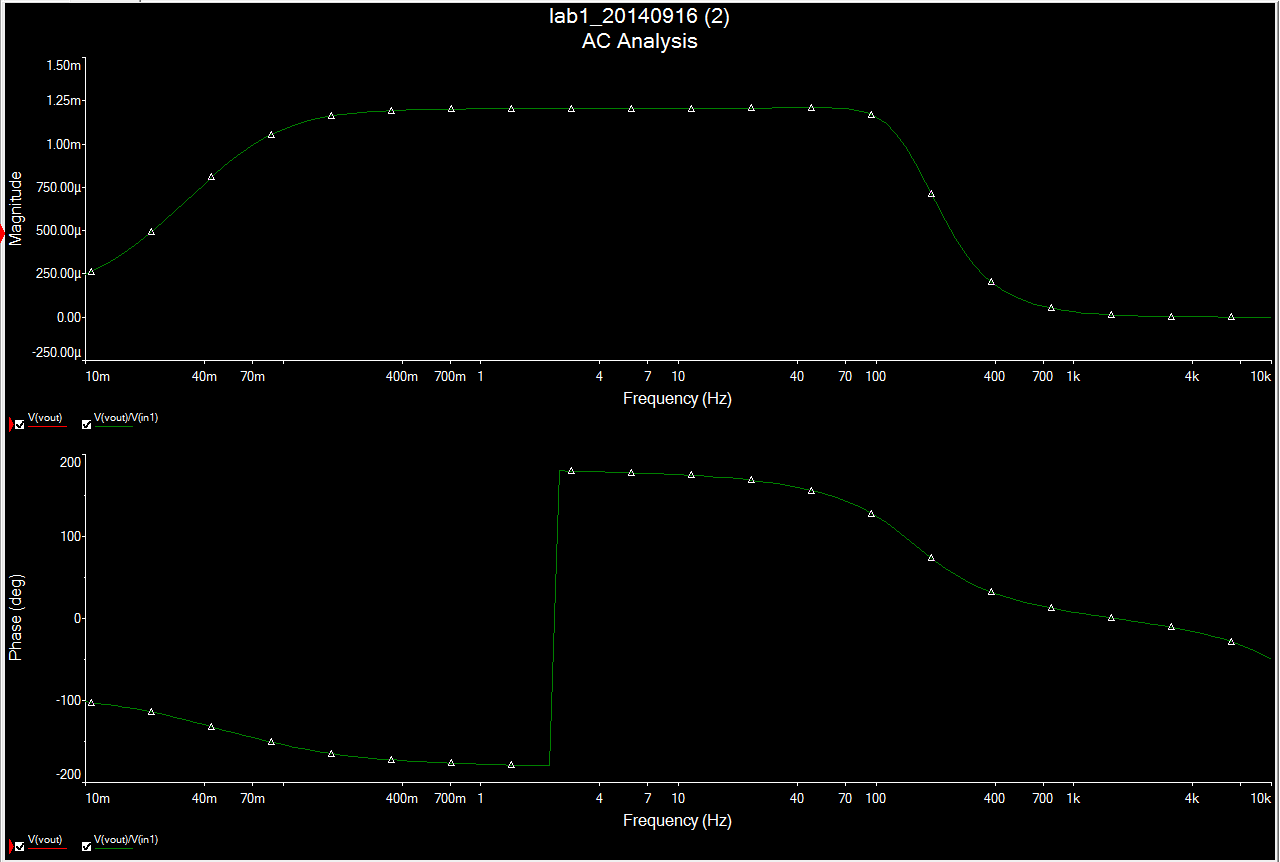 lab1_20140916 (2)
AC Analysis
1.50m
1.25m
1.00m
750.00µ
500.00µ
250.00µ
0.00
-250.00µ
Magnitude
10m 40m 70m 400m 700m 1 4 7 10 40 70 100 400 700 1k 4k 10k
Frequency (Hz)
V(vout) V(vout)/V(in1)
200
100
0
-100
-200
Phase (deg)
10m 40m 70m 400m 700m 1 4 7 10 40 70 100 400 700 1k 4k 10k
Frequency (Hz)
V(vout) V(vout)/V(in1)